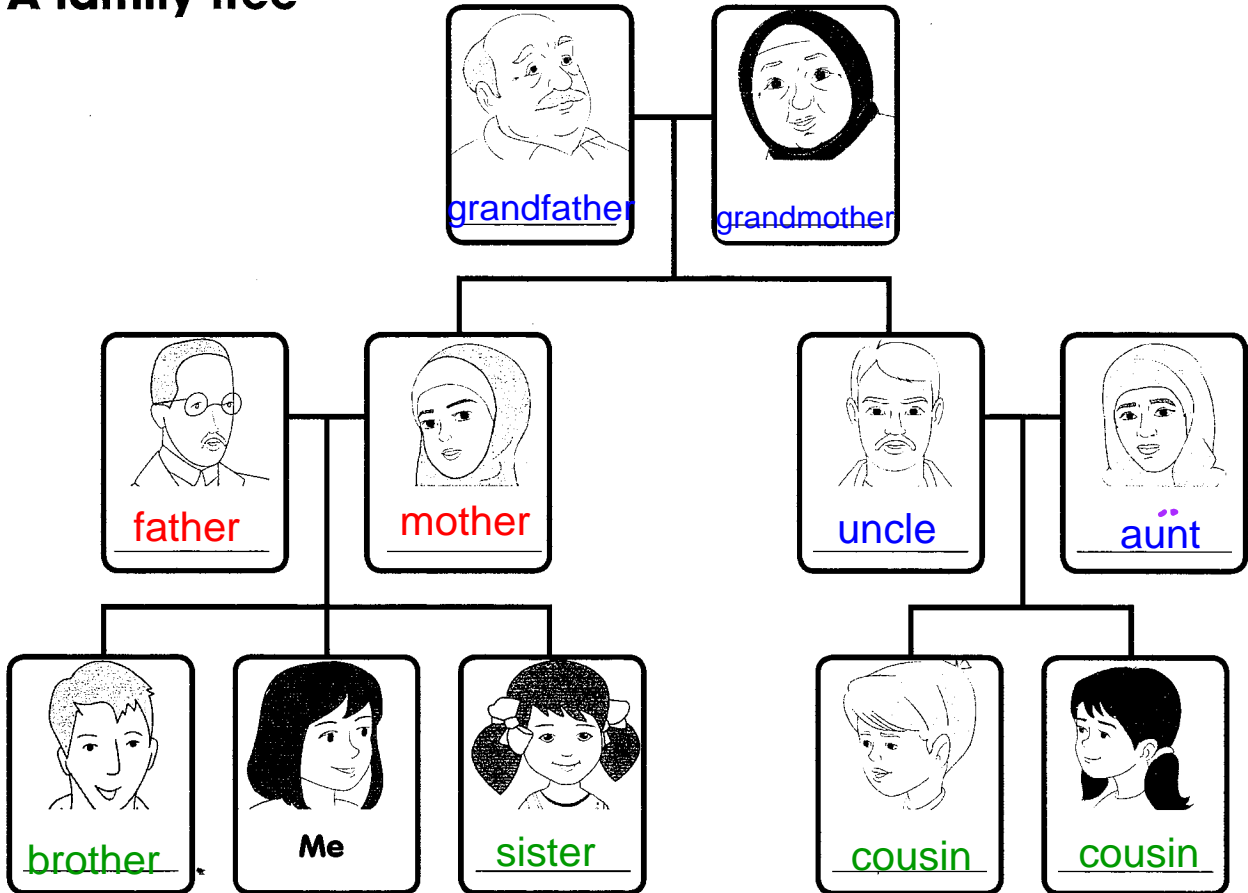 A family tree
grandfather
grandmother
father
mother
uncle
aunt
brother
Me
sister
cousin
cousin